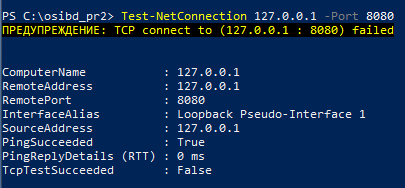 PS C:\osibd_pr2> Test-NetConnection 127.0.0.1 -Port 8080
ПРЕДУПРЕЖДЕНИЕ: TCP connect to (127.0.0.1 : 8080) failed
ComputerName : 127.0.0.1
RemoteAddress : 127.0.0.1
RemotePort : 8080
InterfaceAlias : Loopback Pseudo-Interface 1
SourceAddress : 127.0.0.1
PingSucceeded : True
PingReplyDetails (RTT) : 0 ms
TcpTestSucceeded : False